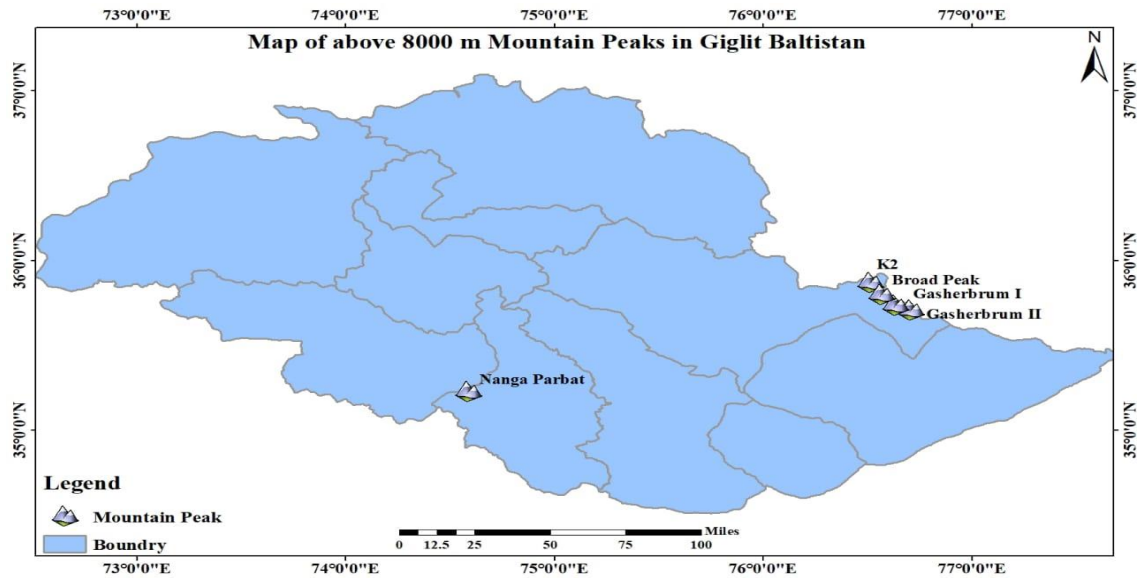 73°0'0"E 74°0'0"E 75°0'0"E 76°0'0"E 77°0'0"E
Map of above 8000 m Mountain Peaks in Giglit Baltistan
N
37°0'0"N 37°0'0"N
36°0'0"N 36°0'0"N
K2
Broad Peak
Gasherbrum I
Gasherbrum II
Nanga Parbat
35°0'0"N 35°0'0"N
Legend
Mountain Peak
Boundry
Miles
0 12.5 25 50 75 100
73°0'0"E 74°0'0"E 75°0'0"E 76°0'0"E 77°0'0"E